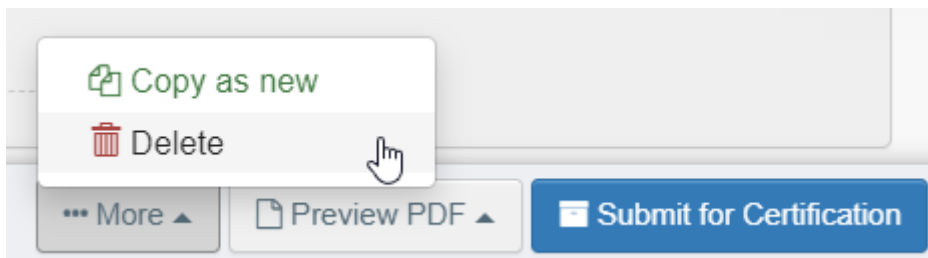 Copy as new
Delete
More
Preview PDF
Submit for Certification